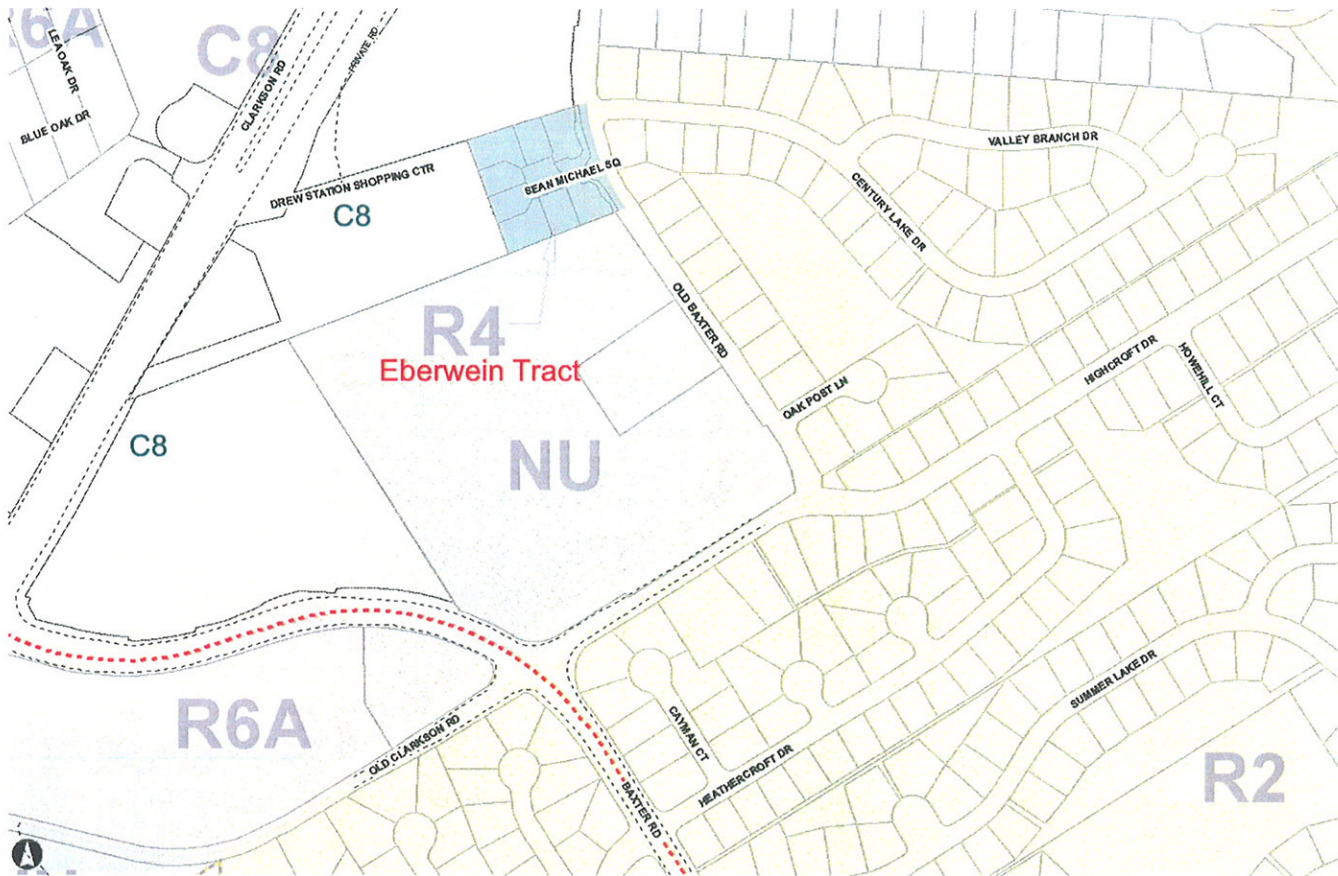 R6A
C8
LEA OAK DR
BLUE OAK DR
CLARKSON RD
PRIVATE RD
DREW STATION SHOPPING CTR
C8
SEAN MICHAEL SQ
VALLEY BRANCH DR
CENTURY LAKE DR
OLD BAXTER RD
R4
Eberwein Tract
OAK POST LN
HIGHCROFT DR
HOWEHILL CT
C8
NU
R6A
OLD CLARKSON RD
CAYMAN CT
HEATHERCROFT DR
BAXTER RD
SUMMER LAKE DR
R2